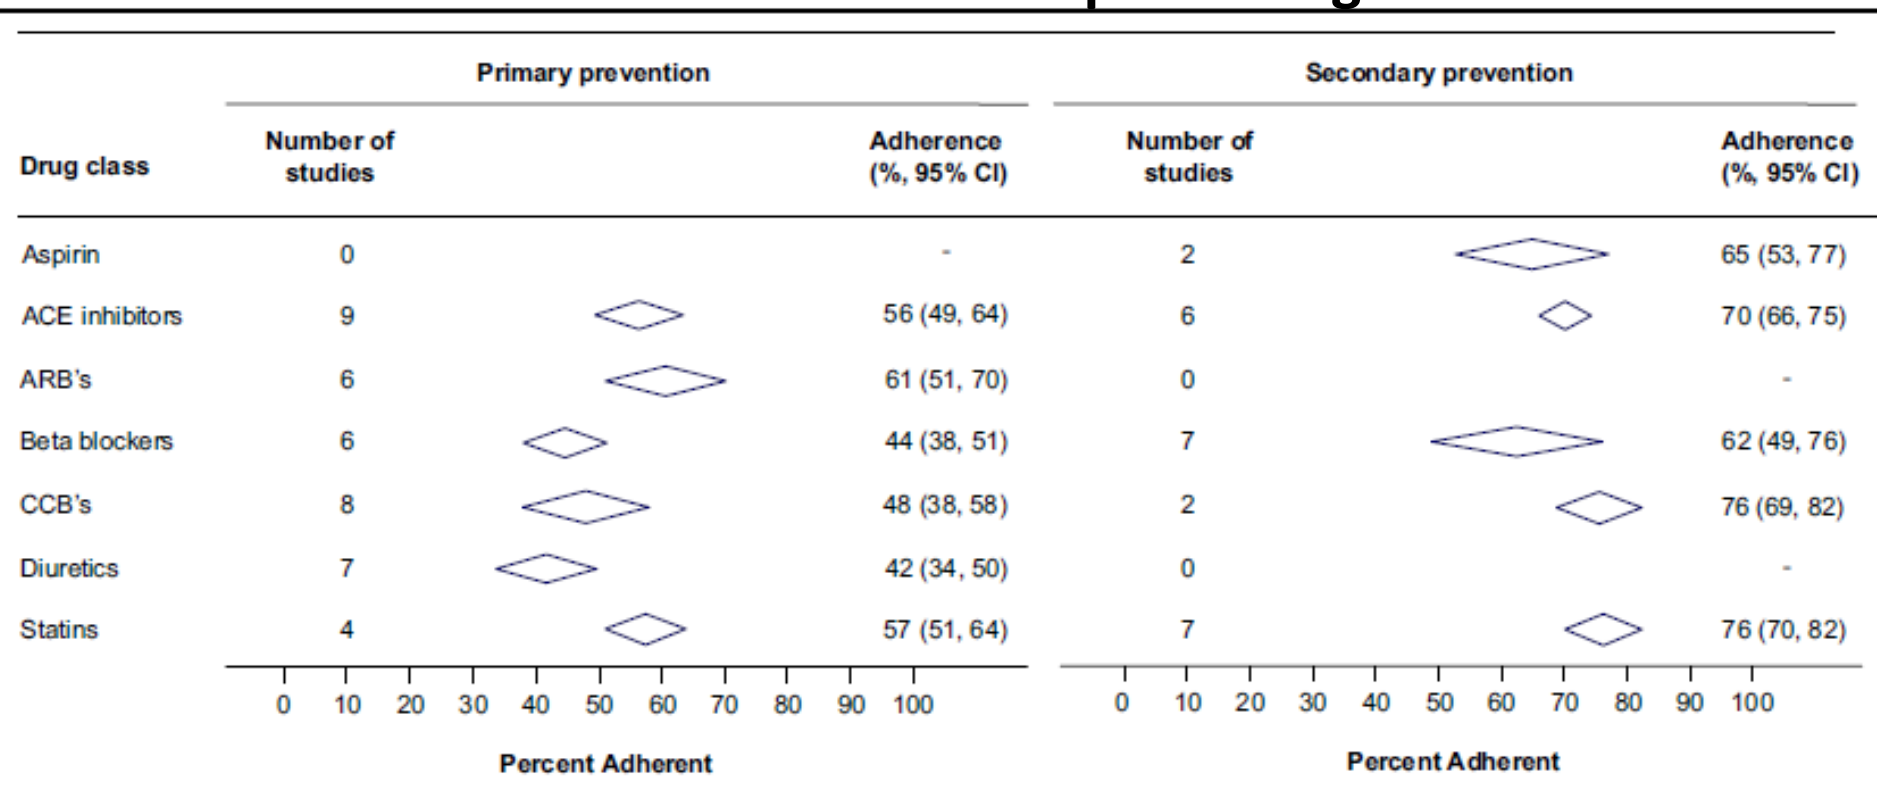 Primary prevention Secondary prevention
Drug class Number of studies Adherence (%, 95% CI) Number of studies Adherence (%, 95% CI)
Aspirin 0 - 2 65 (53, 77)
ACE inhibitors 9 56 (49, 64) 6 70 (66, 75)
ARB's 6 61 (51, 70) 0 -
Beta blockers 6 44 (38, 51) 7 62 (49, 76)
CCB's 8 48 (38, 58) 2 76 (69, 82)
Diuretics 7 42 (34, 50) 0 -
Statins 4 57 (51, 64) 7 76 (70, 82)
0 10 20 30 40 50 60 70 80 90 100 0 10 20 30 40 50 60 70 80 90 100
Percent Adherent Percent Adherent